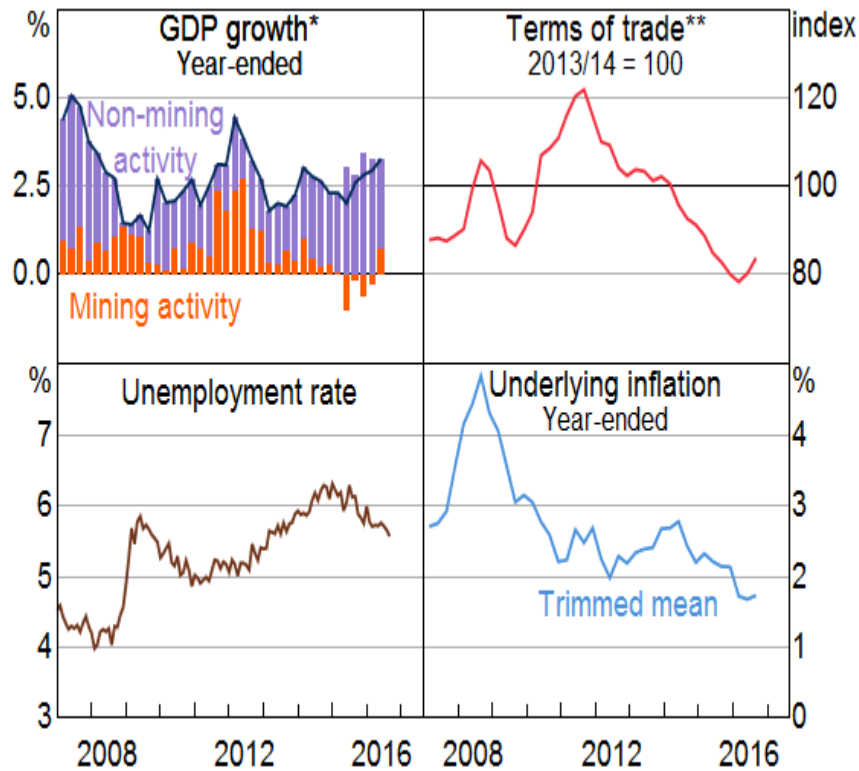 % GDP growth* Terms of trade** index
Year-ended 2013/14 = 100
5.0 120
Non-mining
activity
2.5 100
0.0 80
Mining activity
% Unemployment rate Underlying inflation %
Year-ended
7 4
6 3
5 2
Trimmed mean
4 1
3 0
2008 2012 2016 2008 2012 2016